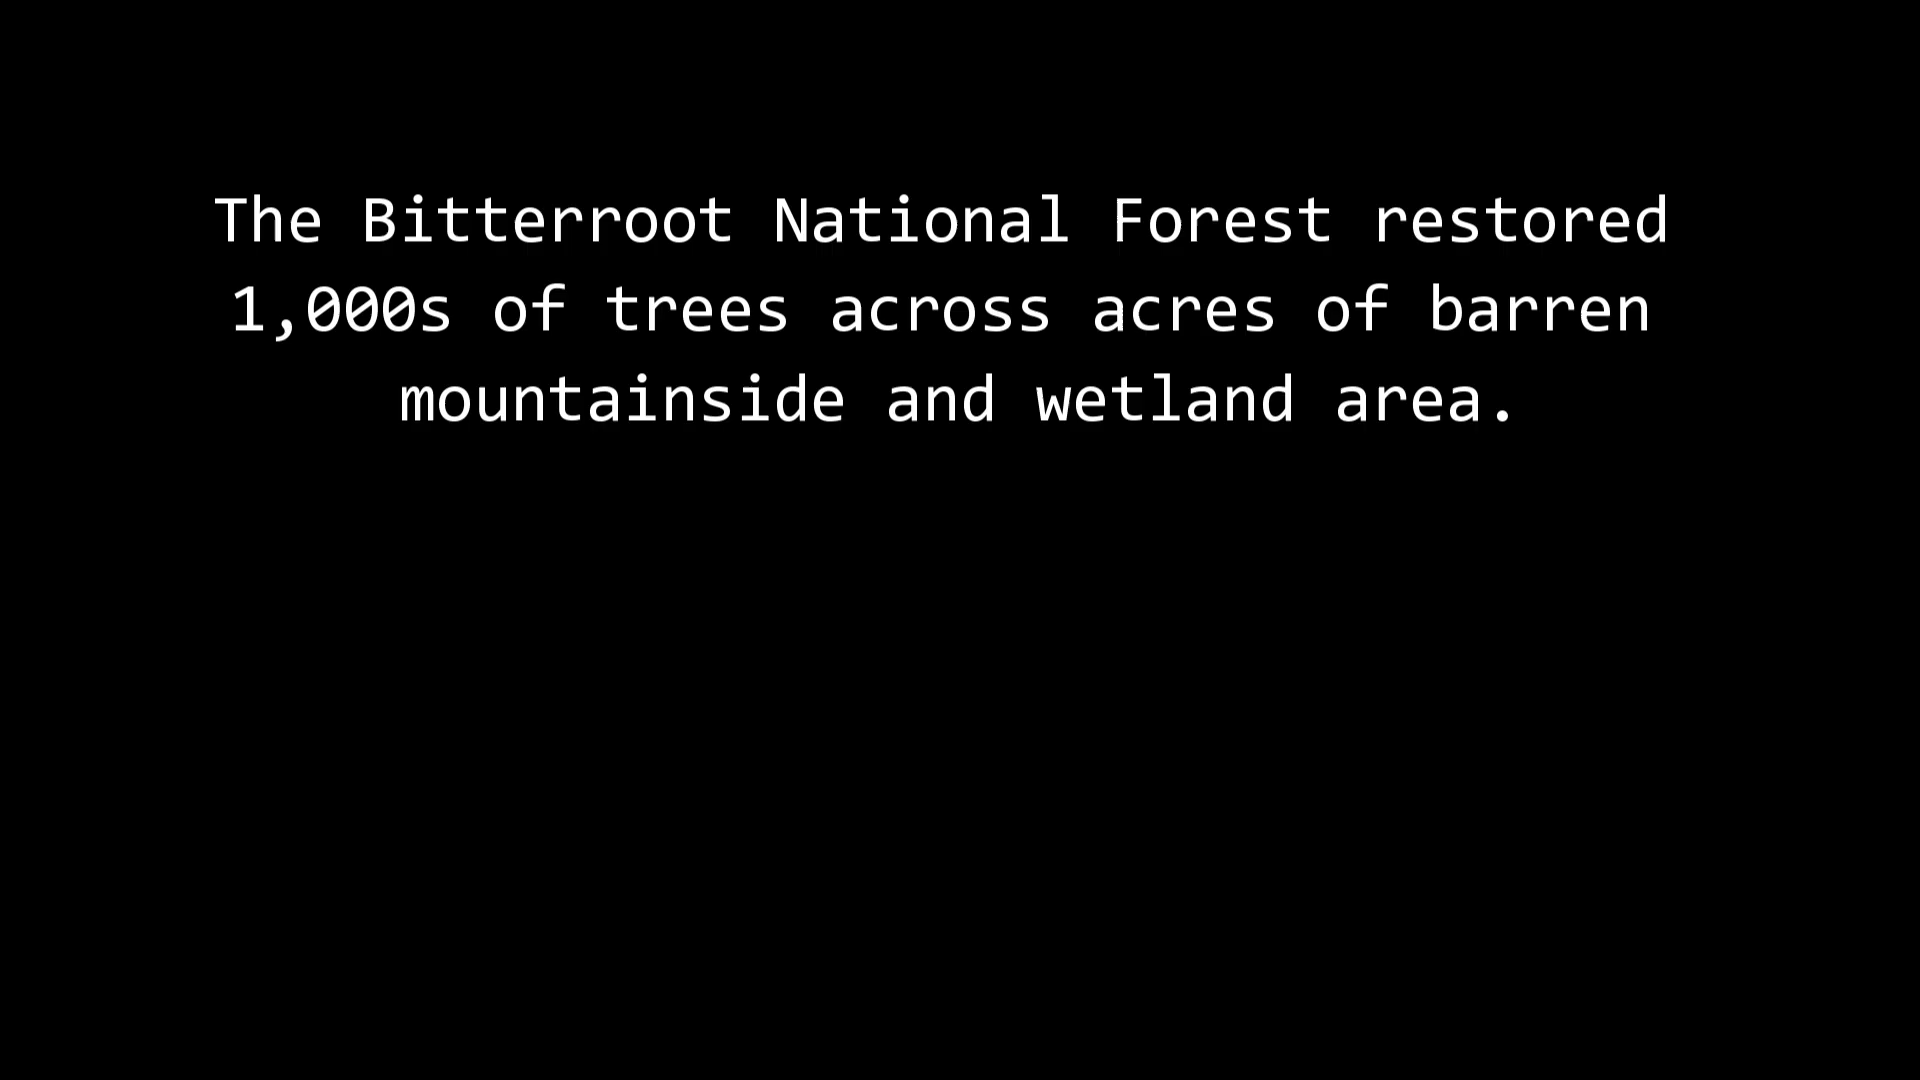 The Bitterroot National Forest restored
1,000s of trees across acres of barren
mountainside and wetland area.